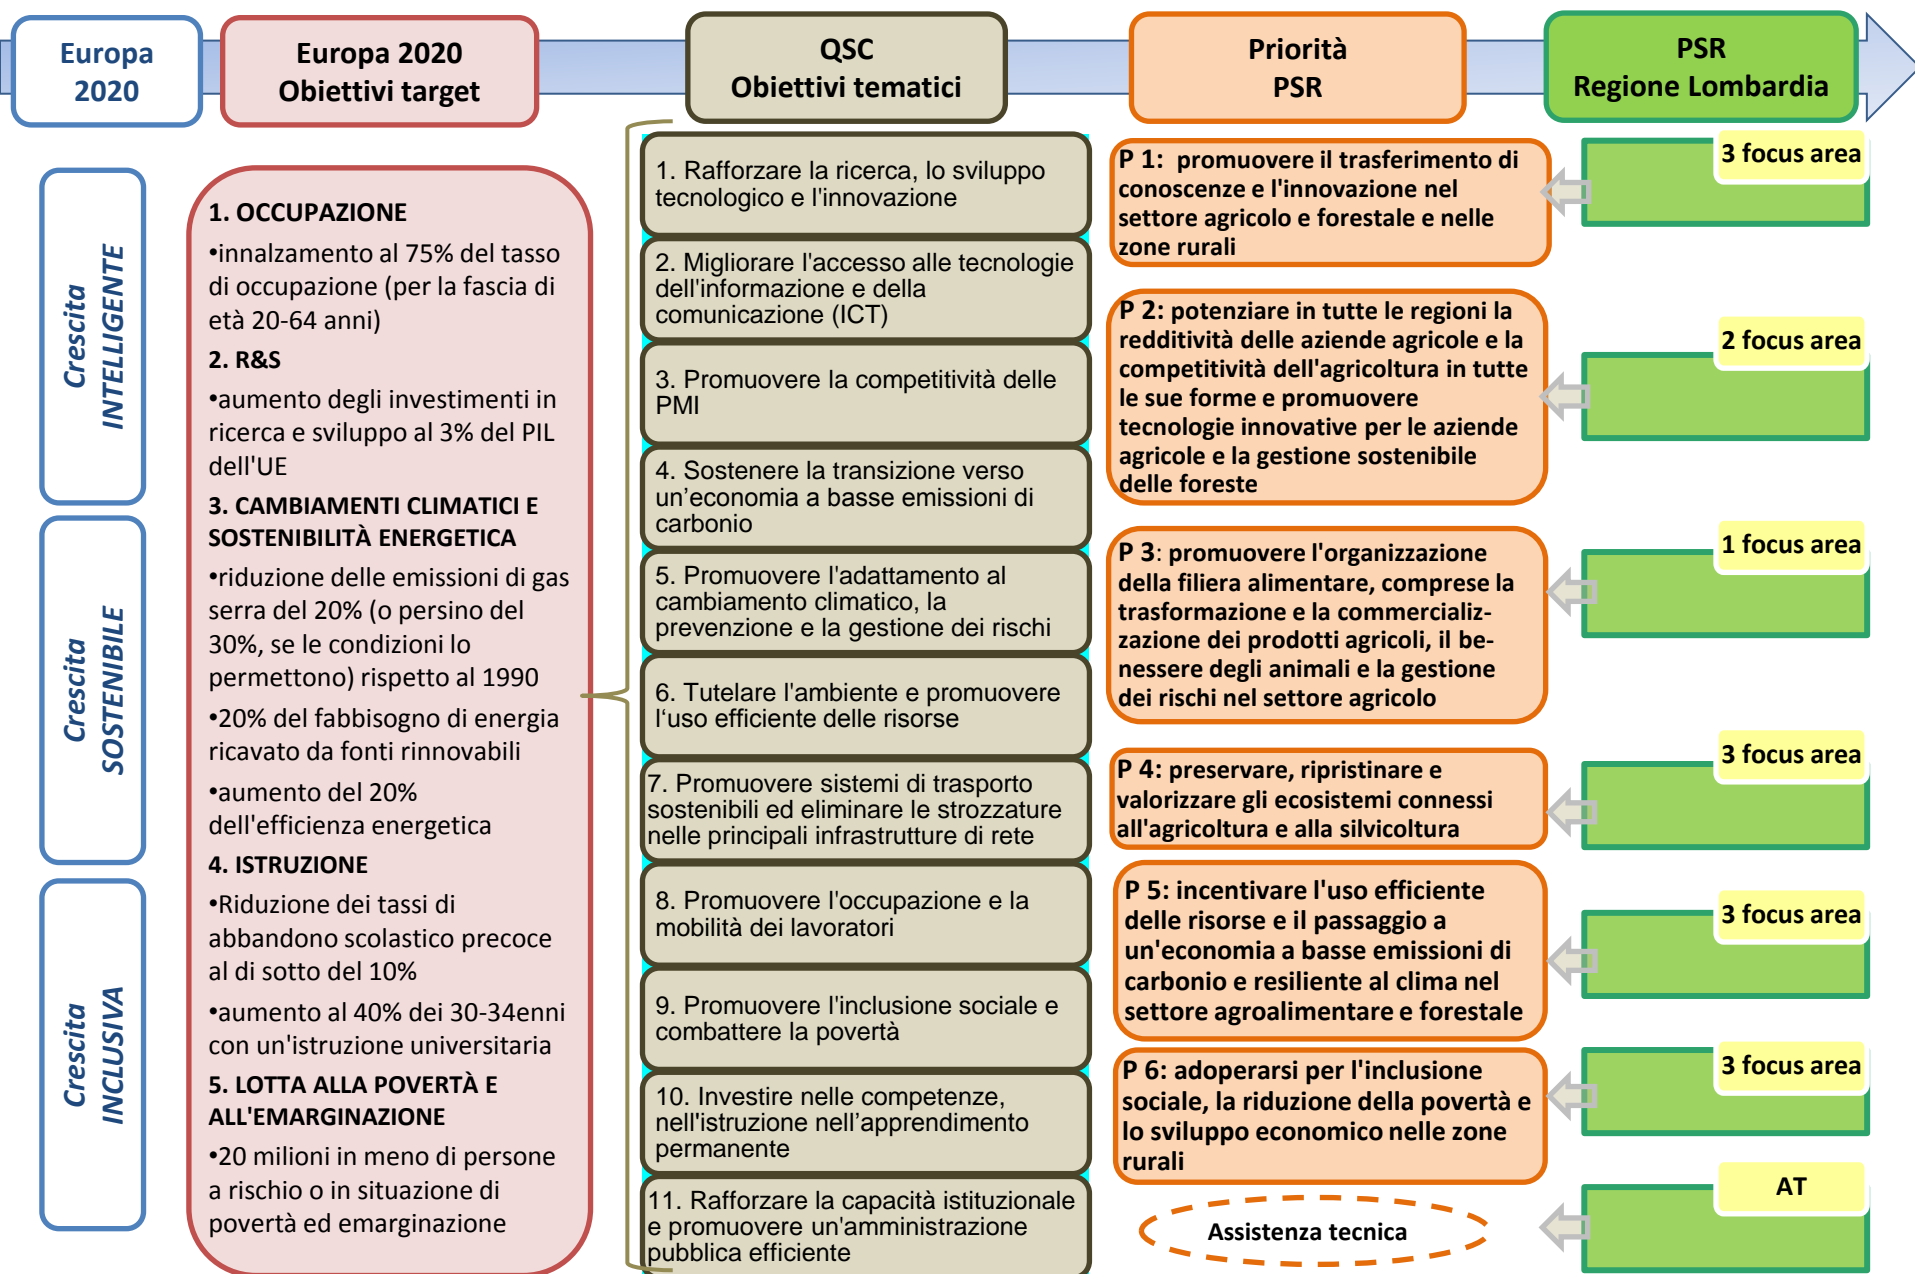 Europa
2020
Europa 2020
Obiettivi target
QSC
Obiettivi tematici
Priorità
PSR
PSR
Regione Lombardia
Crescita
INTELLIGENTE
Crescita
SOSTENIBILE
Crescita
INCLUSIVA
1. OCCUPAZIONE
•innalzamento al 75% del tasso
di occupazione (per la fascia di
età 20-64 anni)
2. R&S
•aumento degli investimenti in
ricerca e sviluppo al 3% del PIL
dell'UE
3. CAMBIAMENTI CLIMATICI E
SOSTENIBILITÀ ENERGETICA
•riduzione delle emissioni di gas
serra del 20% (o persino del
30%, se le condizioni lo
permettono) rispetto al 1990
•20% del fabbisogno di energia
ricavato da fonti rinnovabili
•aumento del 20%
dell'efficienza energetica
4. ISTRUZIONE
•Riduzione dei tassi di
abbandono scolastico precoce
al di sotto del 10%
•aumento al 40% dei 30-34enni
con un'istruzione universitaria
5. LOTTA ALLA POVERTÀ E
ALL'EMARGINAZIONE
•20 milioni in meno di persone
a rischio o in situazione di
povertà ed emarginazione
1. Rafforzare la ricerca, lo sviluppo
tecnologico e l'innovazione
2. Migliorare l'accesso alle tecnologie
dell'informazione e della
comunicazione (ICT)
3. Promuovere la competitività delle
PMI
4. Sostenere la transizione verso
un’economia a basse emissioni di
carbonio
5. Promuovere l'adattamento al
cambiamento climatico, la
prevenzione e la gestione dei rischi
6. Tutelare l'ambiente e promuovere
l‘uso efficiente delle risorse
7. Promuovere sistemi di trasporto
sostenibili ed eliminare le strozzature
nelle principali infrastrutture di rete
8. Promuovere l'occupazione e la
mobilità dei lavoratori
9. Promuovere l'inclusione sociale e
combattere la povertà
10. Investire nelle competenze,
nell'istruzione nell’apprendimento
permanente
11. Rafforzare la capacità istituzionale
e promuovere un'amministrazione
pubblica efficiente
P 1: promuovere il trasferimento di
conoscenze e l'innovazione nel
settore agricolo e forestale e nelle
zone rurali
P 2: potenziare in tutte le regioni la
redditività delle aziende agricole e la
competitività dell'agricoltura in tutte
le sue forme e promuovere
tecnologie innovative per le aziende
agricole e la gestione sostenibile
delle foreste
P 3: promuovere l'organizzazione
della filiera alimentare, comprese la
trasformazione e la commercializ-
zazione dei prodotti agricoli, il be-
nessere degli animali e la gestione
dei rischi nel settore agricolo
P 4: preservare, ripristinare e
valorizzare gli ecosistemi connessi
all'agricoltura e alla silvicoltura
P 5: incentivare l'uso efficiente
delle risorse e il passaggio a
un'economia a basse emissioni di
carbonio e resiliente al clima nel
settore agroalimentare e forestale
P 6: adoperarsi per l'inclusione
sociale, la riduzione della povertà e
lo sviluppo economico nelle zone
rurali
Assistenza tecnica
3 focus area
2 focus area
1 focus area
3 focus area
3 focus area
3 focus area
AT